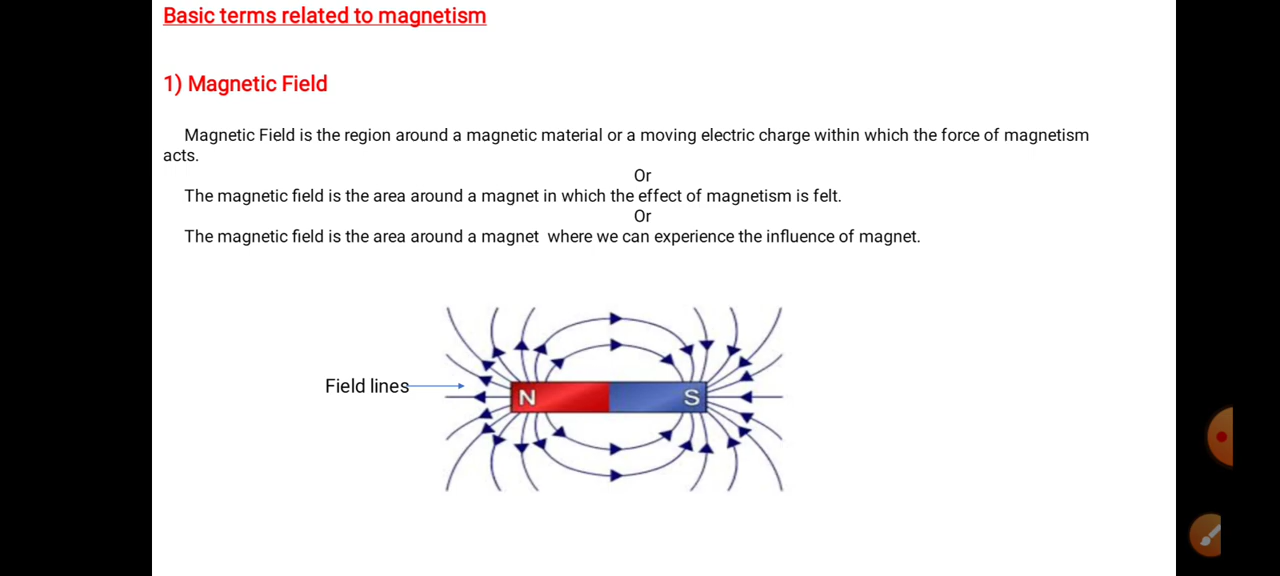 Basic terms related to magnetism
1) Magnetic Field
Magnetic Field is the region around a magnetic material or a moving electric charge within which the force of magnetism
acts.
Or
The magnetic field is the area around a magnet in which the effect of magnetism is felt.
Or
The magnetic field is the area around a magnet where we can experience the influence of magnet.
Field lines
N S